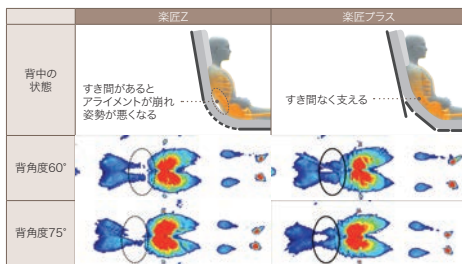 楽匠Z
楽匠プラス
背中の
状態
すき間があると
アライメントが崩れ
姿勢が悪くなる
すき間なく支える
背角度60°
背角度75°